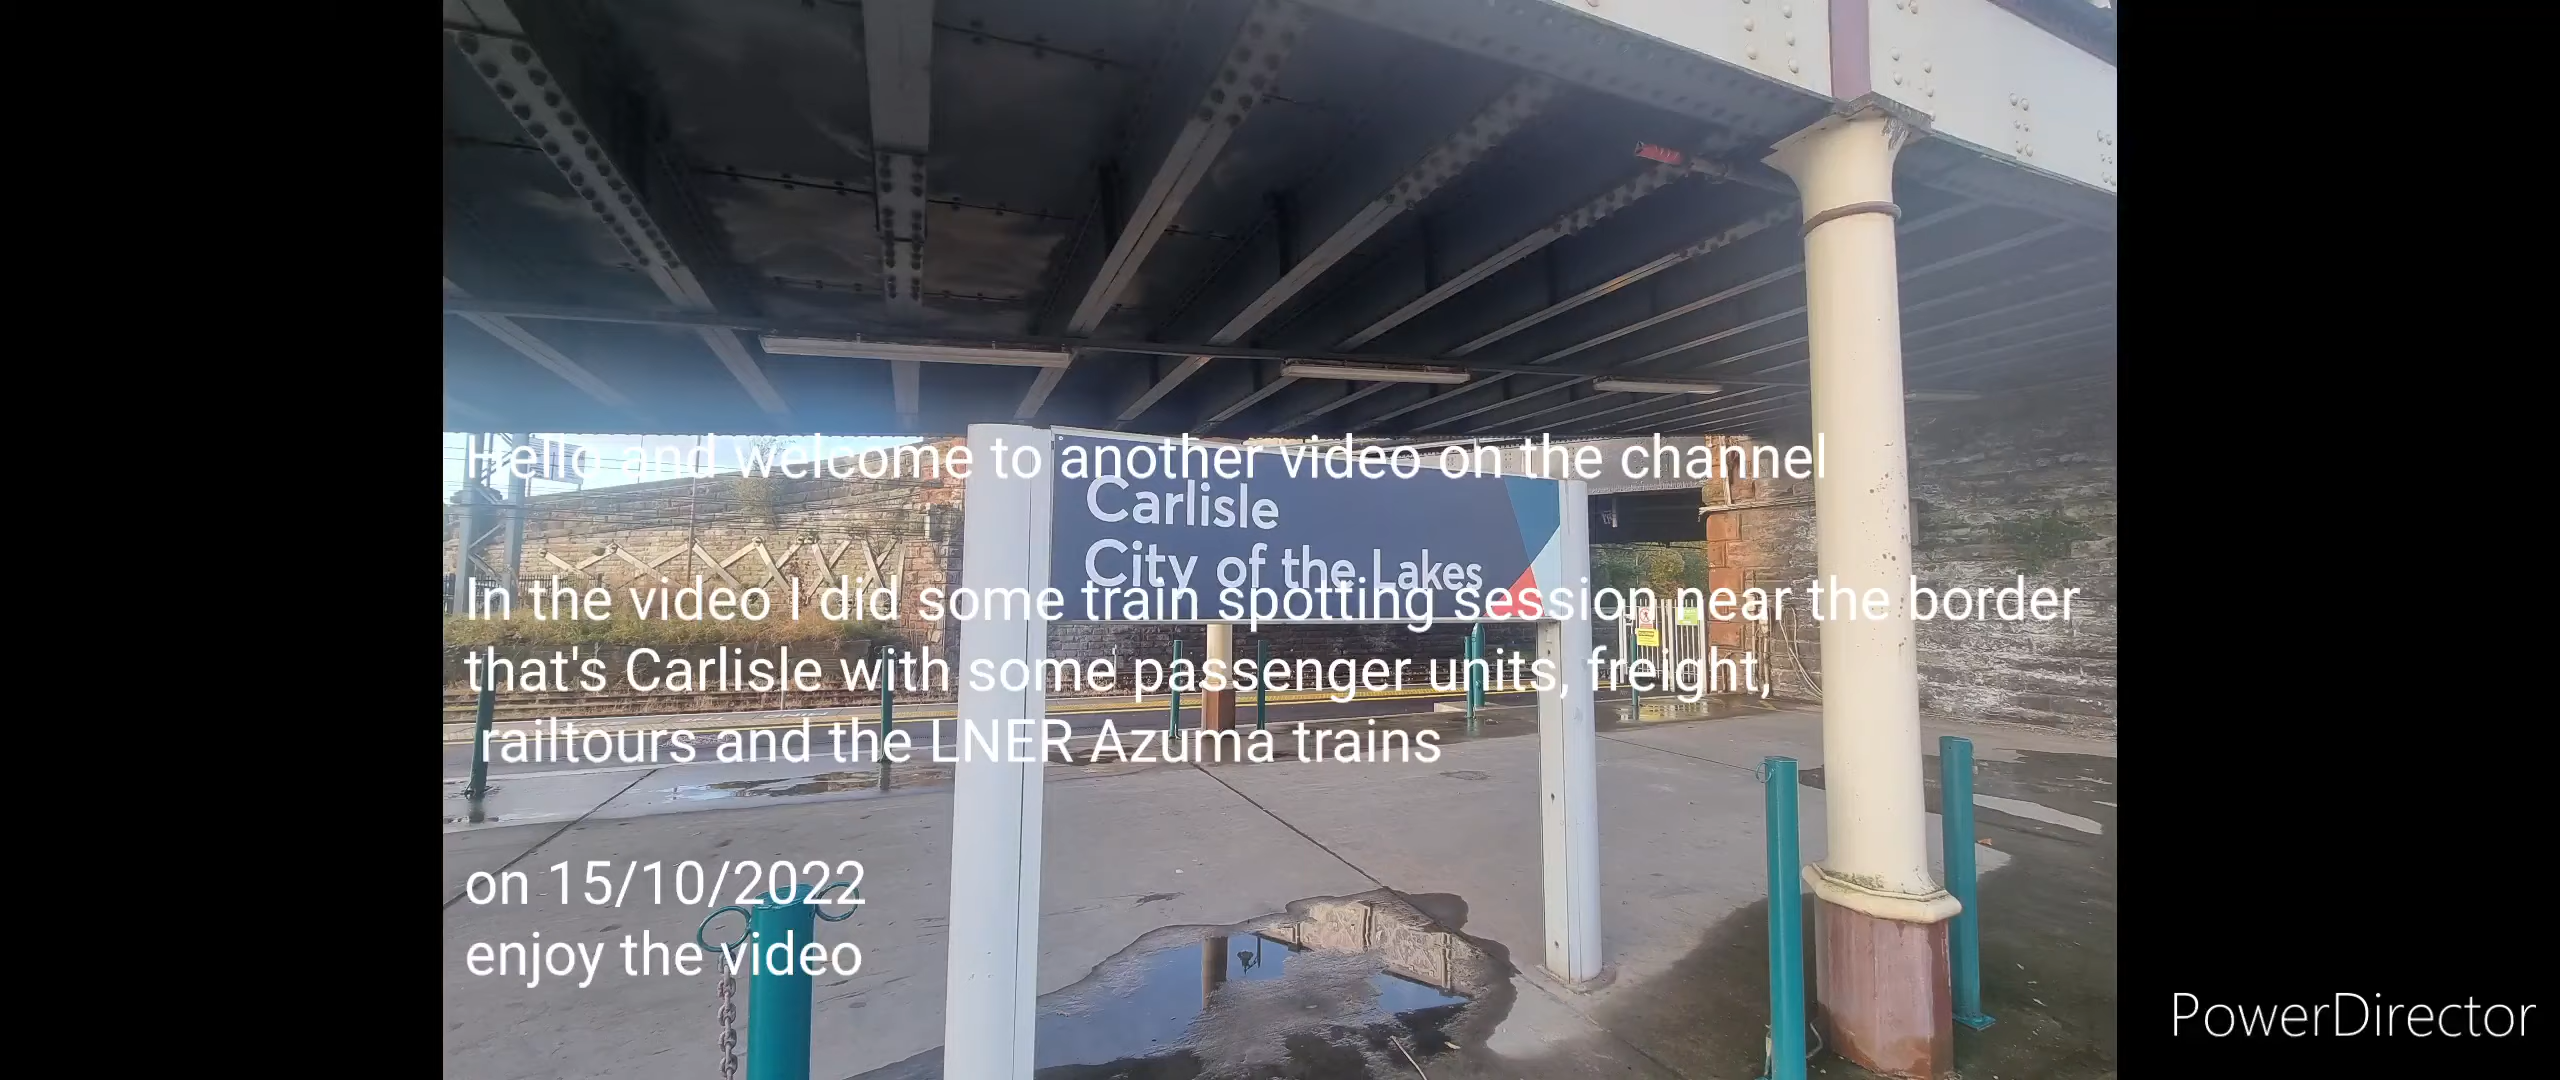 Hello and welcome to another video on the channel
Carlisle
City of the Lakes
In the video I did some train spotting session near the border
that's Carlisle with some passenger units, freight,
railtours and the LNER Azuma trains
on 15/10/2022
enjoy the video
PowerDirector